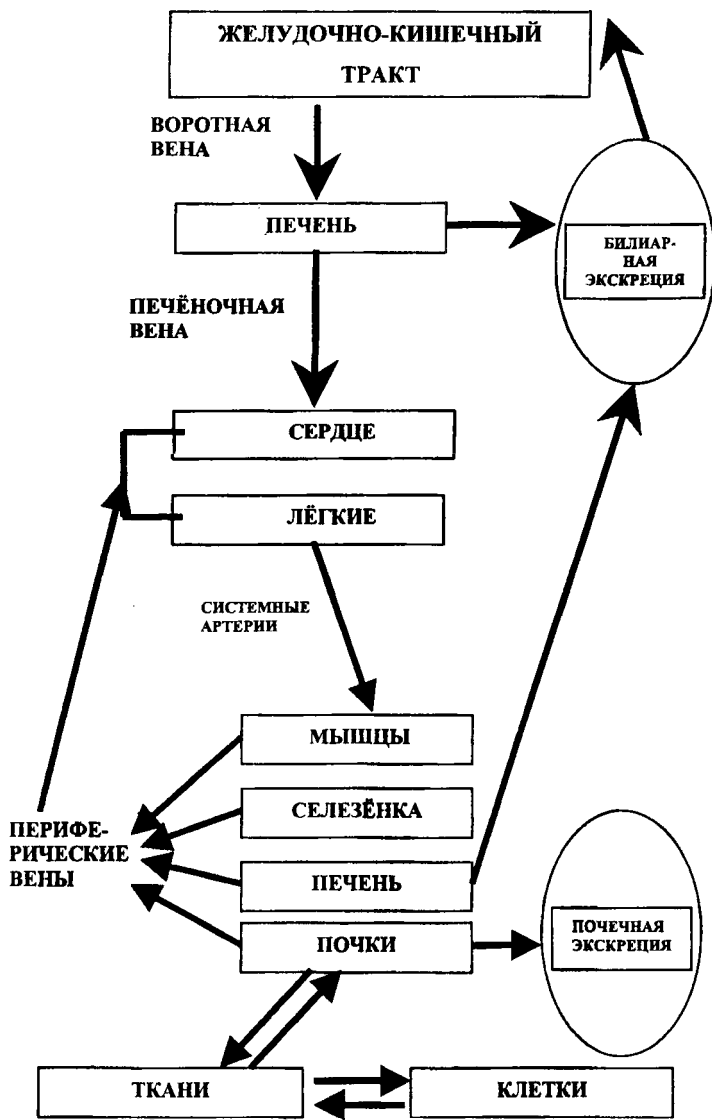 ЖЕЛУДОЧНО-КИШЕЧНЫЙ
ТРАКТ
ВОРОТНАЯ
ВЕНА
ПЕЧЕНЬ
БИЛИАР-
НАЯ
ЭКСКРЕЦИЯ
ПЕЧЁНОЧНАЯ
ВЕНА
СЕРДЦЕ
ЛЁГКИЕ
СИСТЕМНЫЕ
АРТЕРИИ
МЫШЦЫ
СЕЛЕЗЁНКА
ПЕРИФЕ-
РИЧЕСКИЕ
ВЕНЫ
ПЕЧЕНЬ
ПОЧКИ
ПОЧЕЧНАЯ
ЭКСКРЕЦИЯ
ТКАНИ
КЛЕТКИ